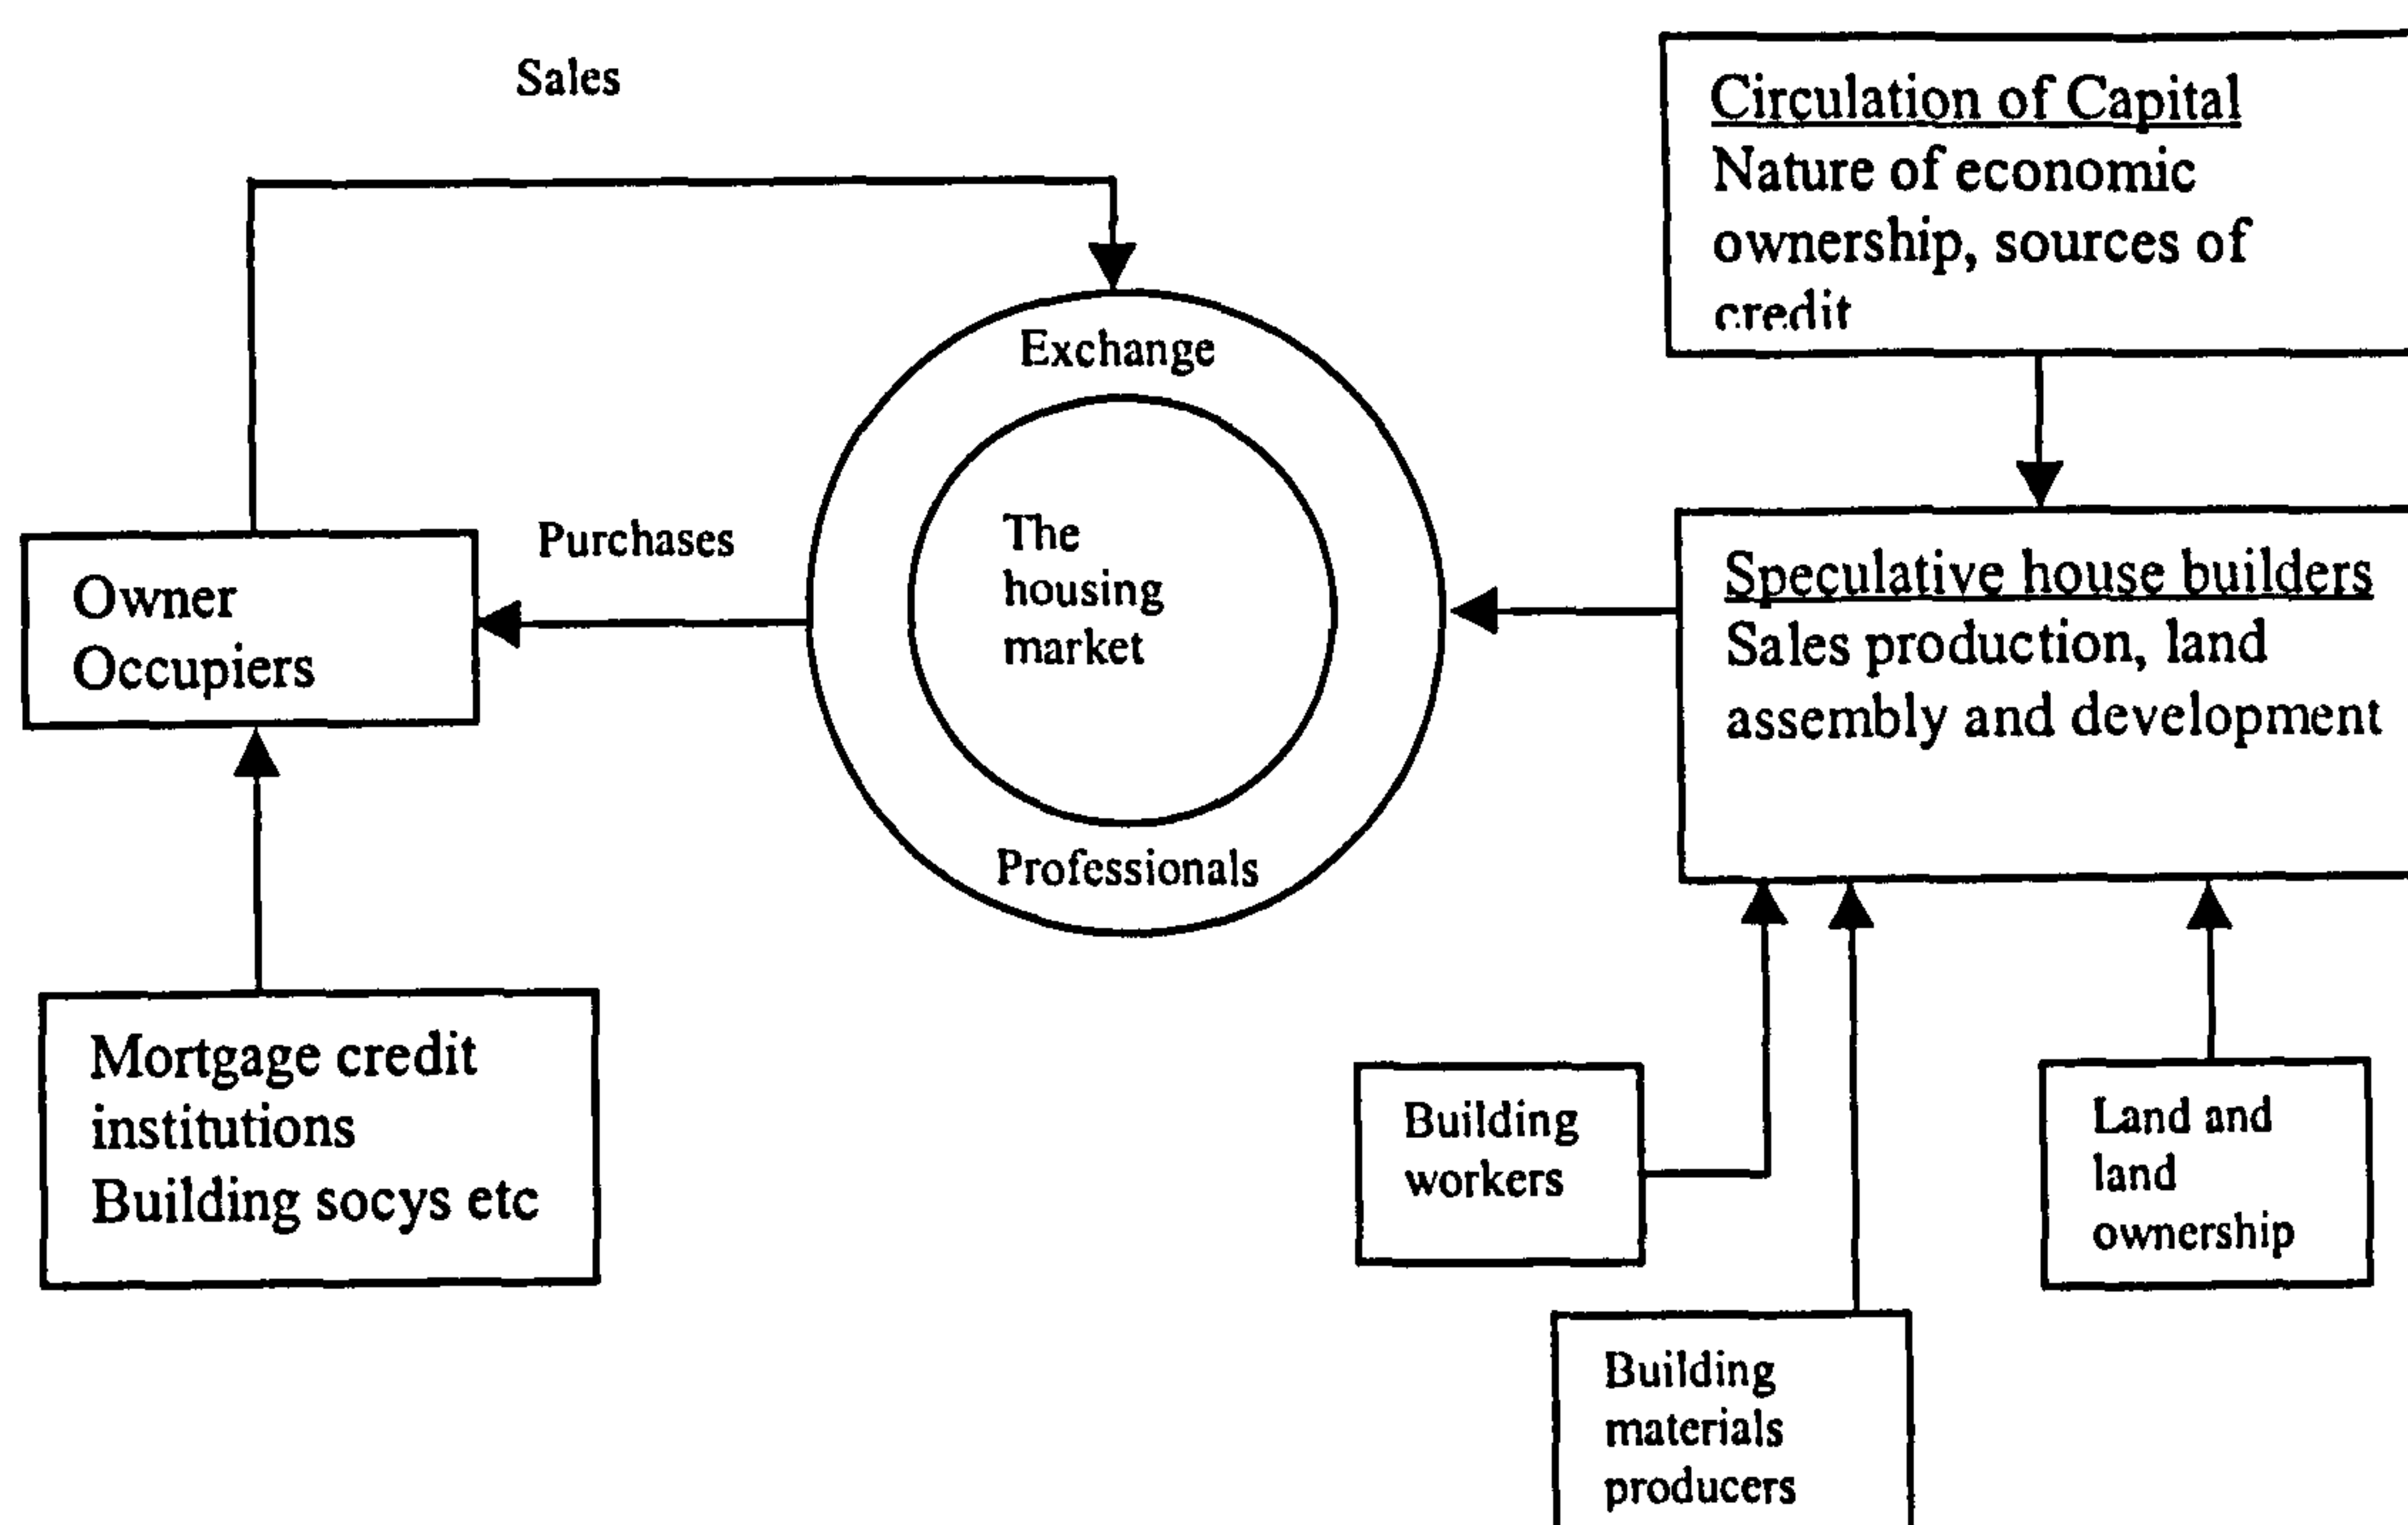 Sales
Circulation of Capital
Nature of economic
ownership, sources of
credit
Exchange
The
housing
market
Professionals
Purchases
Owner
Occupiers
Speculative house builders
Sales production, land
assembly and development
Mortgage credit
institutions
Building socys etc
Building
workers
Land and
land
ownership
Building
materials
producers